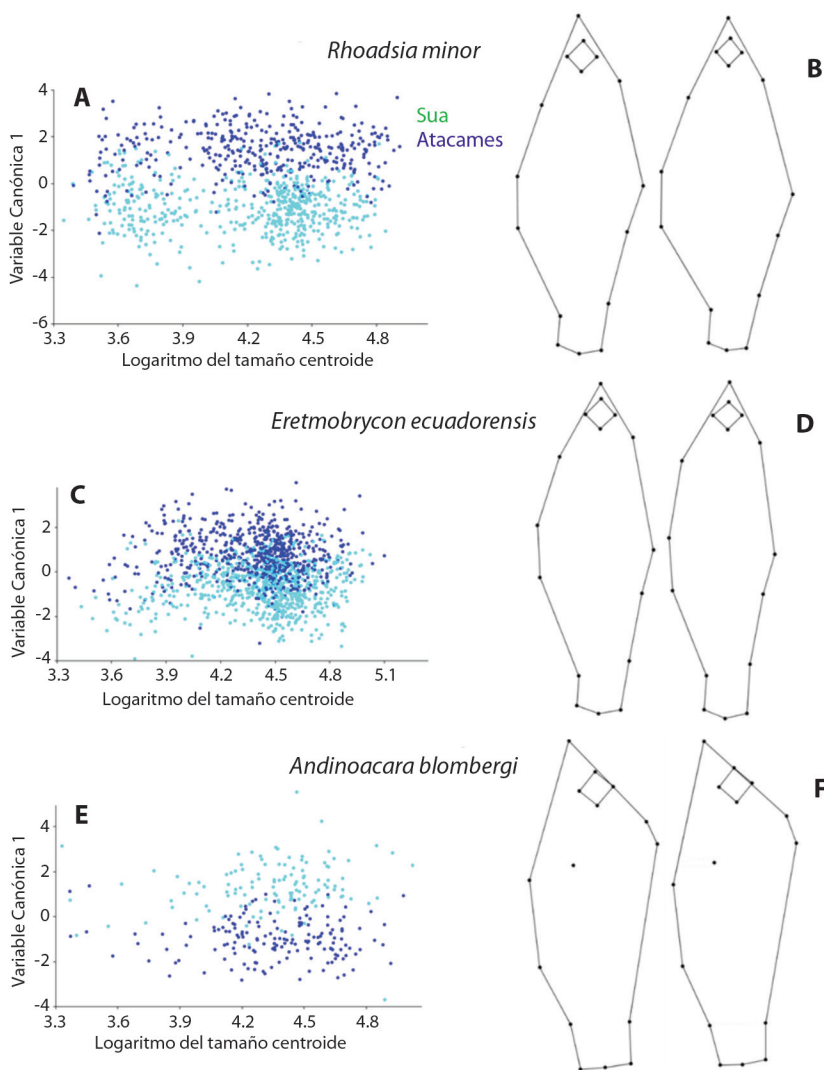 Rhoadsia minor
A
B
Sua
Atacames
Variable Canónica 1
4
2
0
-2
-4
-6
3.3 3.6 3.9 4.2 4.5 4.8
Logaritmo del tamaño centroide
Eretmobrycon ecuadorensis
C
D
Variable Canónica 1
2
0
-2
-4
3.3 3.6 3.9 4.2 4.5 4.8 5.1
Logaritmo del tamaño centroide
Andinoacara blombergi
E
F
Variable Canónica 1
4
2
0
-2
-4
3.3 3.6 3.9 4.2 4.4 4.8
Logaritmo del tamaño centroide